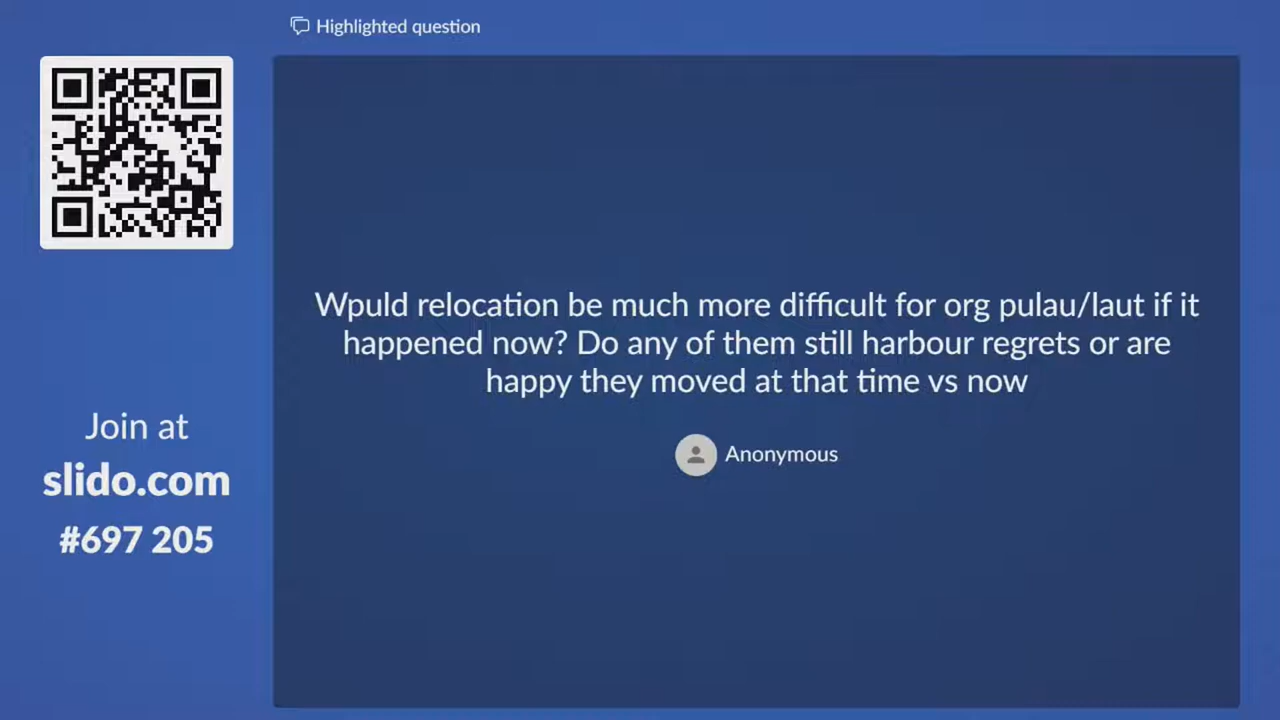 Highlighted question
Wpuld relocation be much more difficult for org pulau/laut if it
happened now? Do any of them still harbour regrets or are
happy they moved at that time vs now
Anonymous
Join at
slido.com
#697 205